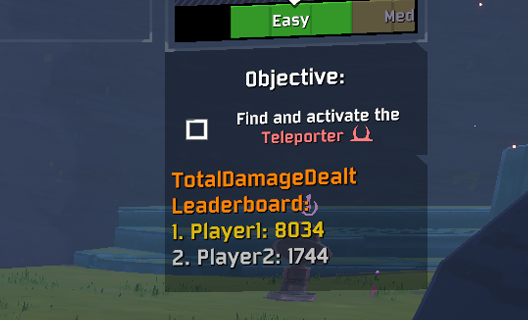 Easy
Med
Objective:
Find and activate the
Teleporter
TotalDamageDealt
Leaderboard:
1. Player1: 8034
2. Player2: 1744